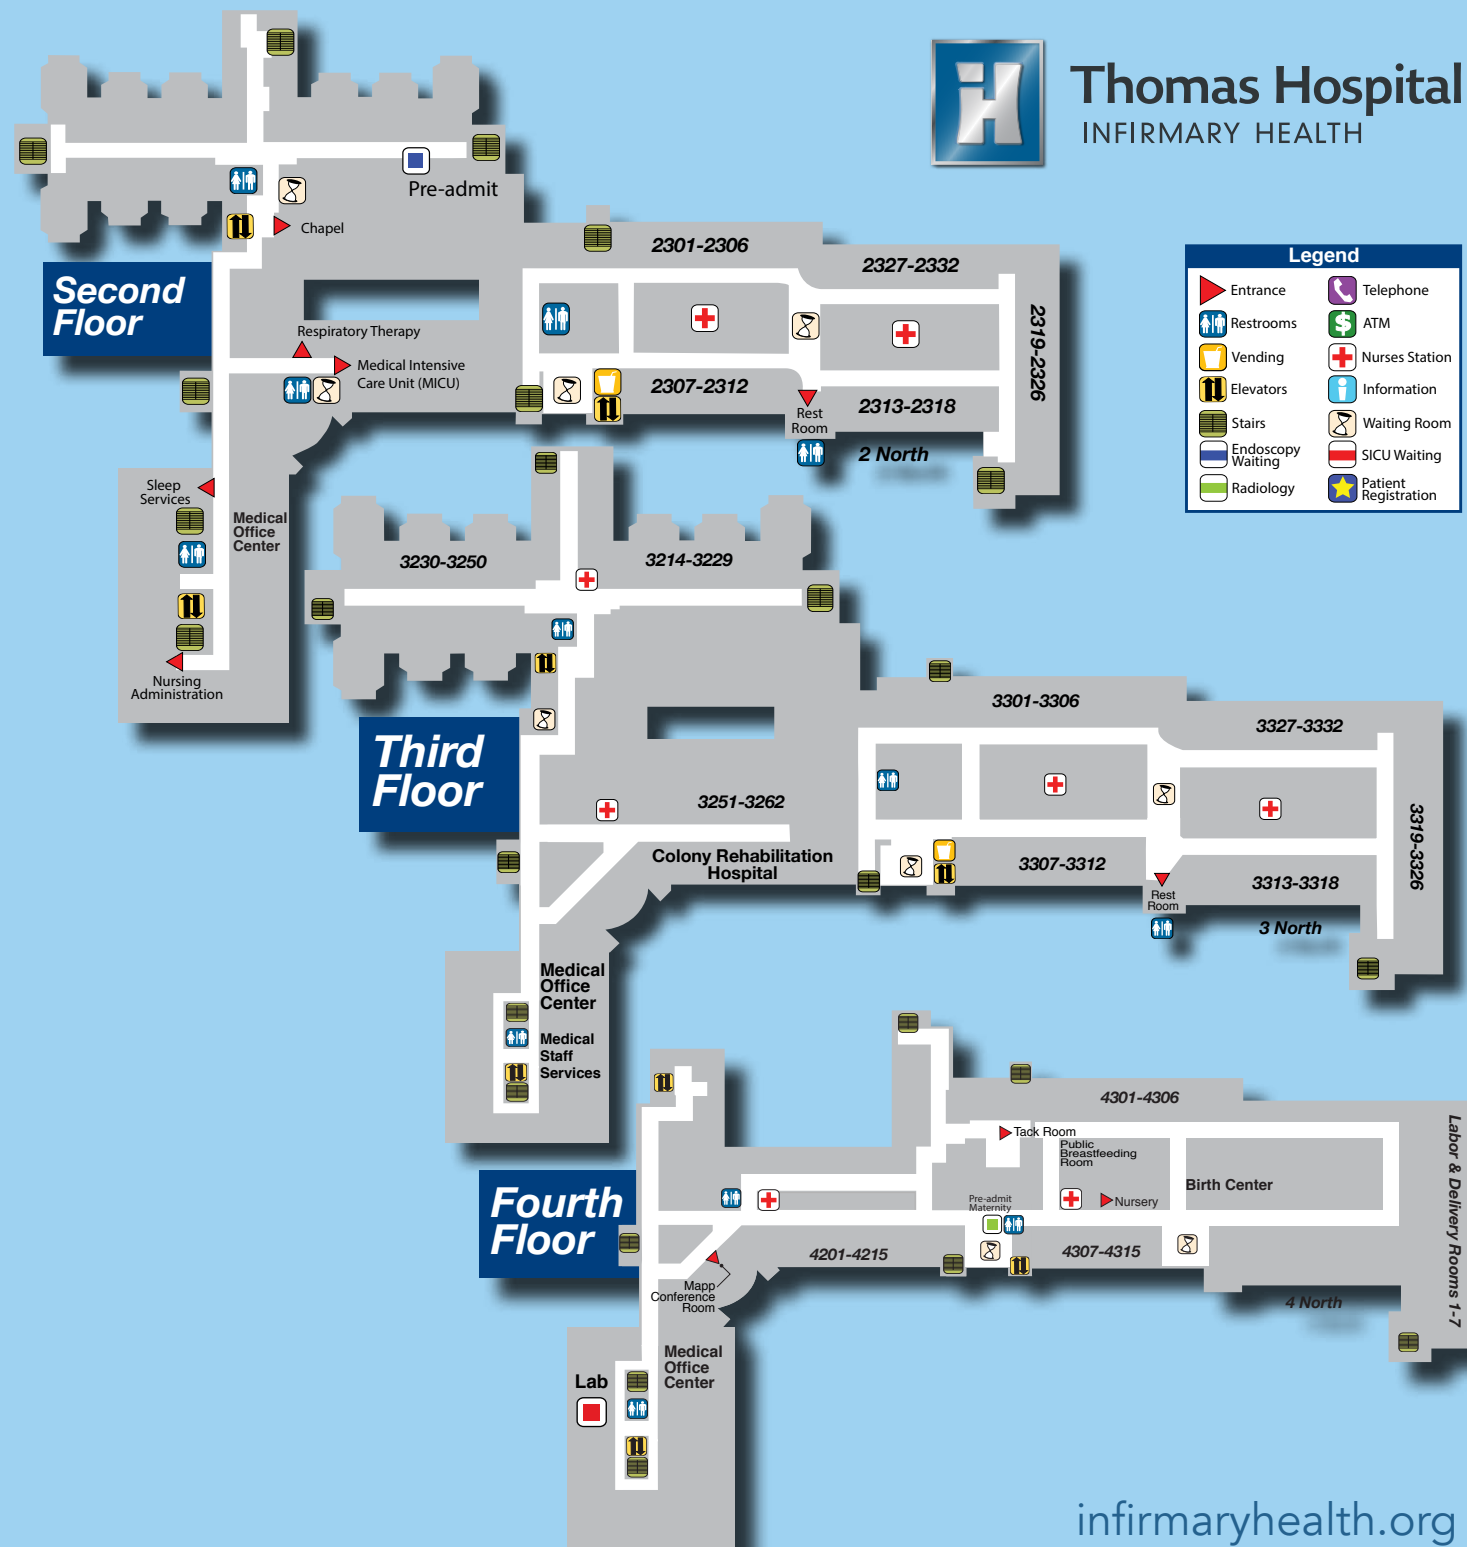 Thomas Hospital
INFIRMARY HEALTH
Pre-admit
Chapel
Second
Floor
2301-2306
2327-2332
2319-2326
Respiratory Therapy
Medical Intensive
Care Unit (MICU)
2307-2312
2313-2318
Rest
Room
2 North
Sleep
Services
Medical
Office
Center
Nursing
Administration
Legend
Entrance
Telephone
Restrooms
ATM
Vending
Nurses Station
Elevators
Information
Stairs
Waiting Room
Endoscopy
Waiting
SICU Waiting
Radiology
Patient
Registration
3230-3250
3214-3229
Third
Floor
3301-3306
3327-3332
3319-3326
3251-3262
Colony Rehabilitation
Hospital
3307-3312
3313-3318
Rest
Room
3 North
Medical
Office
Center
Medical
Staff
Services
Fourth
Floor
4301-4306
Tack Room
Public
Breastfeeding
Room
Labor & Delivery Rooms 1-7
Birth Center
Pre-admit
Maternity
Nursery
4201-4215
4307-4315
Mapp
Conference
Room
4 North
Medical
Office
Center
Lab
infirmaryhealth.org